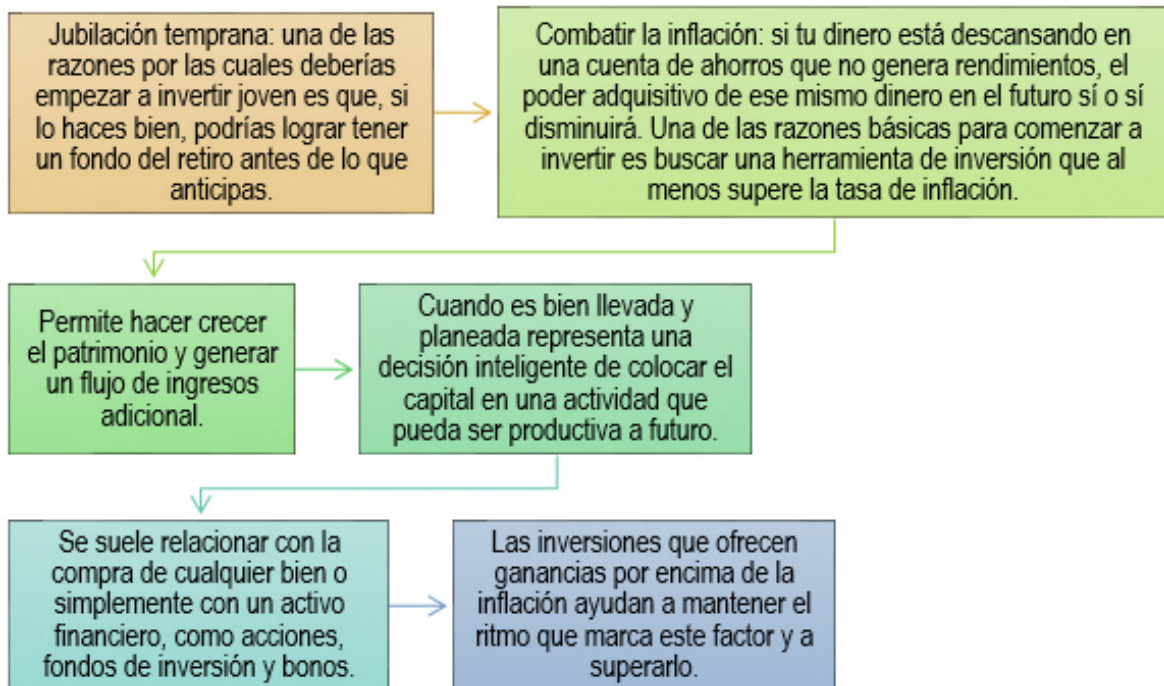 Jubilación temprana: una de las
razones por las cuales deberías
empezar a invertir joven es que, si
lo haces bien, podrías lograr tener
un fondo del retiro antes de lo que
anticipas.
Combatir la inflación: si tu dinero está descansando en
una cuenta de ahorros que no genera rendimientos, el
poder adquisitivo de ese mismo dinero en el futuro sí o sí
disminuirá. Una de las razones básicas para comenzar a
invertir es buscar una herramienta de inversión que al
menos supere la tasa de inflación.
Permite hacer crecer
el patrimonio y generar
un flujo de ingresos
adicional.
Cuando es bien llevada y
planeada representa una
decisión inteligente de colocar el
capital en una actividad que
pueda ser productiva a futuro.
Se suele relacionar con la
compra de cualquier bien o
simplemente con un activo
financiero, como acciones,
fondos de inversión y bonos.
Las inversiones que ofrecen
ganancias por encima de la
inflación ayudan a mantener el
ritmo que marca este factor y a
superarlo.